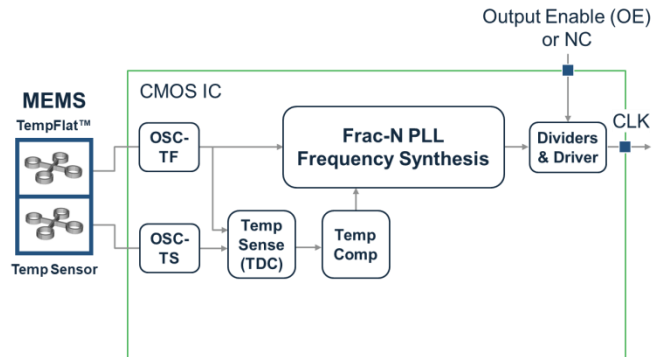 Output Enable (OE)
or NC
MEMS
TempFlat™
CMOS IC
CLK
OSC-
TF
Frac-N PLL
Frequency Synthesis
Dividers
& Driver
OSC-
TS
Temp
Sense
(TDC)
Temp
Comp
Temp Sensor